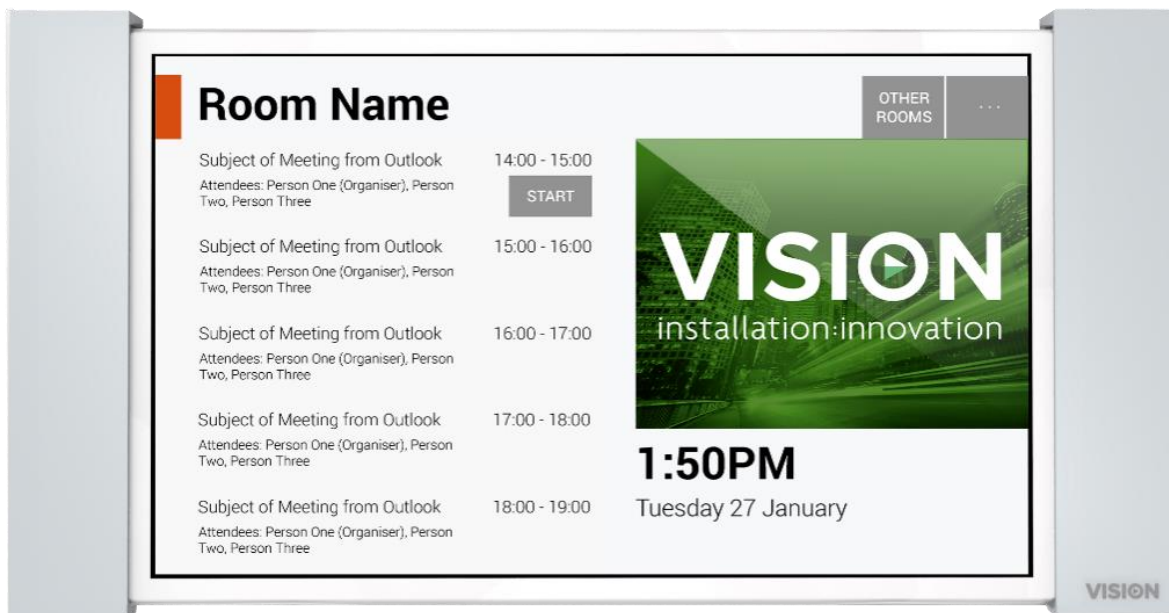 Room Name
OTHER
ROOMS
. . .
Subject of Meeting from Outlook
14:00 - 15:00
Attendees: Person One (Organiser), Person
Two, Person Three
START
Subject of Meeting from Outlook
15:00 - 16:00
Attendees: Person One (Organiser), Person
Two, Person Three
Subject of Meeting from Outlook
16:00 - 17:00
Attendees: Person One (Organiser), Person
Two, Person Three
Subject of Meeting from Outlook
17:00 - 18:00
Attendees: Person One (Organiser), Person
Two, Person Three
Subject of Meeting from Outlook
18:00 - 19:00
Attendees: Person One (Organiser), Person
Two, Person Three
VISION
installation:innovation
1:50PM
Tuesday 27 January
VISION